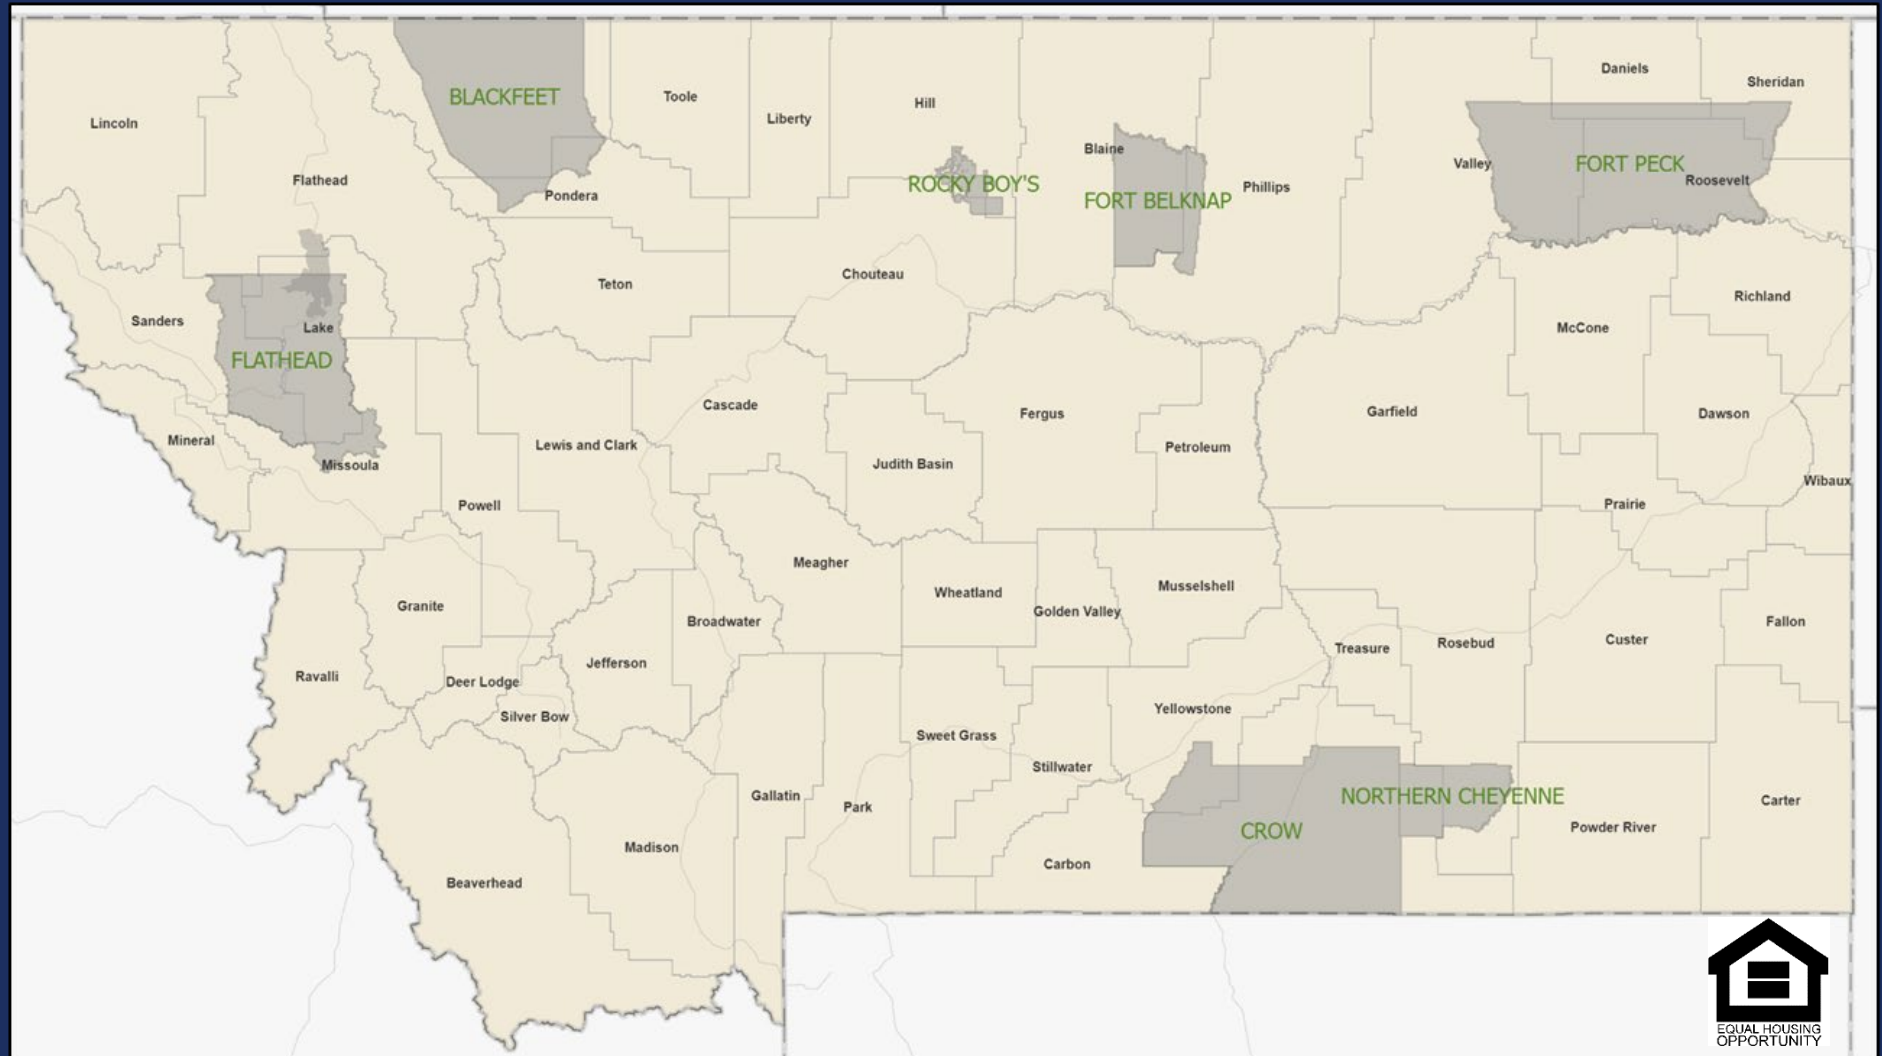 Daniels
Sheridan
BLACKFEET
Toole
Hill
Liberty
Lincoln
Blaine
Valley
FORT PECK
Roosevelt
Flathead
ROCKY BOY'S
Phillips
Pondera
FORT BELKNAP
Chouteau
Teton
Richland
Sanders
Lake
McCone
FLATHEAD
Cascade
Fergus
Garfield
Dawson
Mineral
Lewis and Clark
Petroleum
Missoula
Judith Basin
Wibaux
Powell
Prairie
Meagher
Musselshell
Wheatland
Granite
Golden Valley
Broadwater
Fallon
Custer
Rosebud
Treasure
Jefferson
Ravalli
Deer Lodge
Yellowstone
Silver Bow
Sweet Grass
Stillwater
Gallatin
NORTHERN CHEYENNE
Carter
Park
Powder River
CROW
Madison
Carbon
Beaverhead
EQUAL HOUSING
OPPORTUNITY